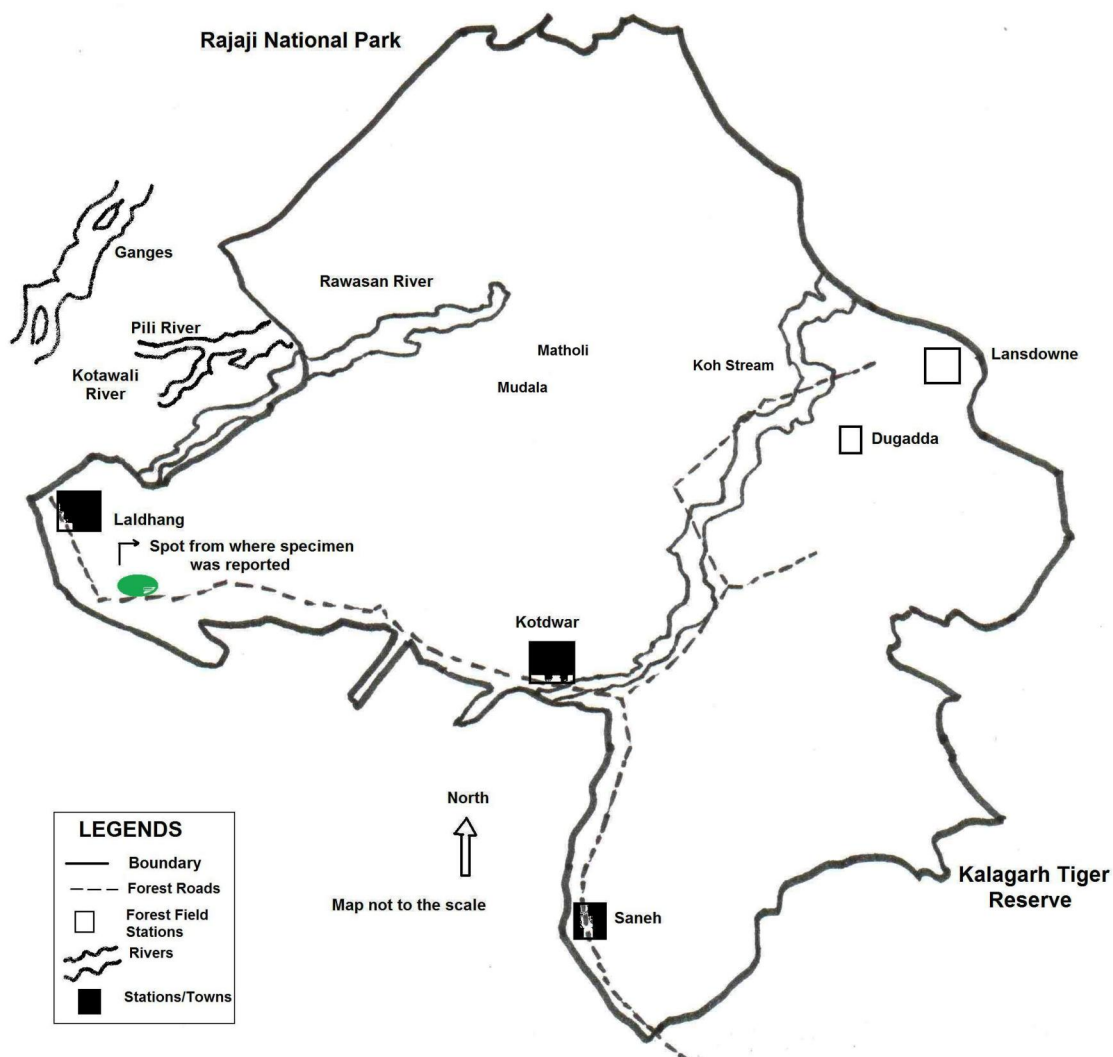 Rajaji National Park
Ganges
Rawasan River
Pili River
Kotawali
River
Matholi
Mudala
Koh Stream
Lansdowne
Dugadda
Laldhang
Spot from where specimen
was reported
Kotdwar
North
Map not to the scale
Saneh
Kalagarh Tiger
Reserve
LEGENDS
Boundary
Forest Roads
Forest Field
Stations
Rivers
Stations/Towns